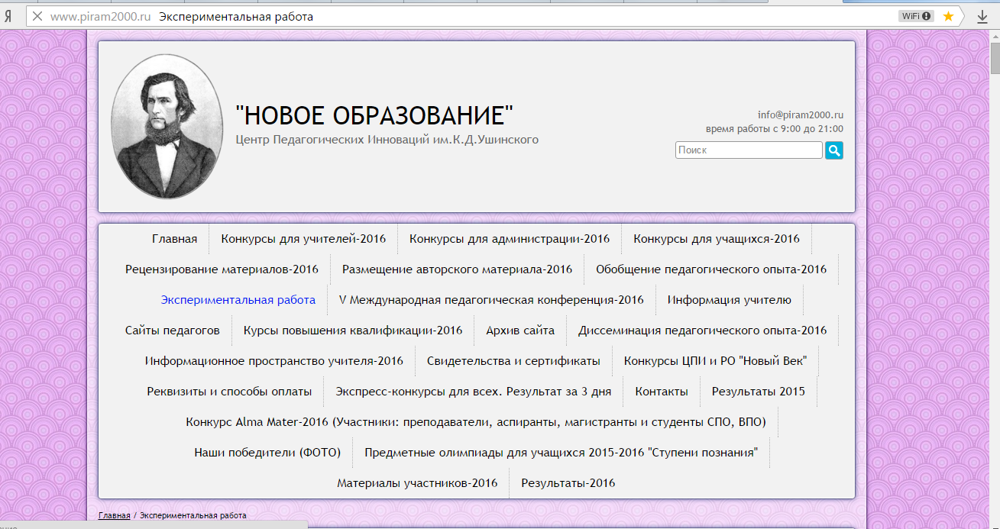 Я www.piram2000.ru Экспериментальная работа WiFi
"НОВОЕ ОБРАЗОВАНИЕ"
Центр Педагогических Инноваций им.К.Д.Ушинского
info@piram2000.ru
время работы с 9:00 до 21:00
Поиск
Главная Конкурсы для учителей-2016 Конкурсы для администрации-2016 Конкурсы для учащихся-2016
Рецензирование материалов-2016 Размещение авторского материала-2016 Обобщение педагогического опыта-2016
Экспериментальная работа V Международная педагогическая конференция-2016 Информация учителю
Сайты педагогов Курсы повышения квалификации-2016 Архив сайта Диссеминация педагогического опыта-2016
Информационное пространство учителя-2016 Свидетельства и сертификаты Конкурсы ЦПИ и РО "Новый Век"
Реквизиты и способы оплаты Экспресс-конкурсы для всех. Результат за 3 дня Контакты Результаты 2015
Конкурс Alma Mater-2016 (Участники: преподаватели, аспиранты, магистранты и студенты СПО, ВПО)
Наши победители (ФОТО) Предметные олимпиады для учащихся 2015-2016 "Ступени познания"
Материалы участников-2016 Результаты-2016
Главная / Экспериментальная работа